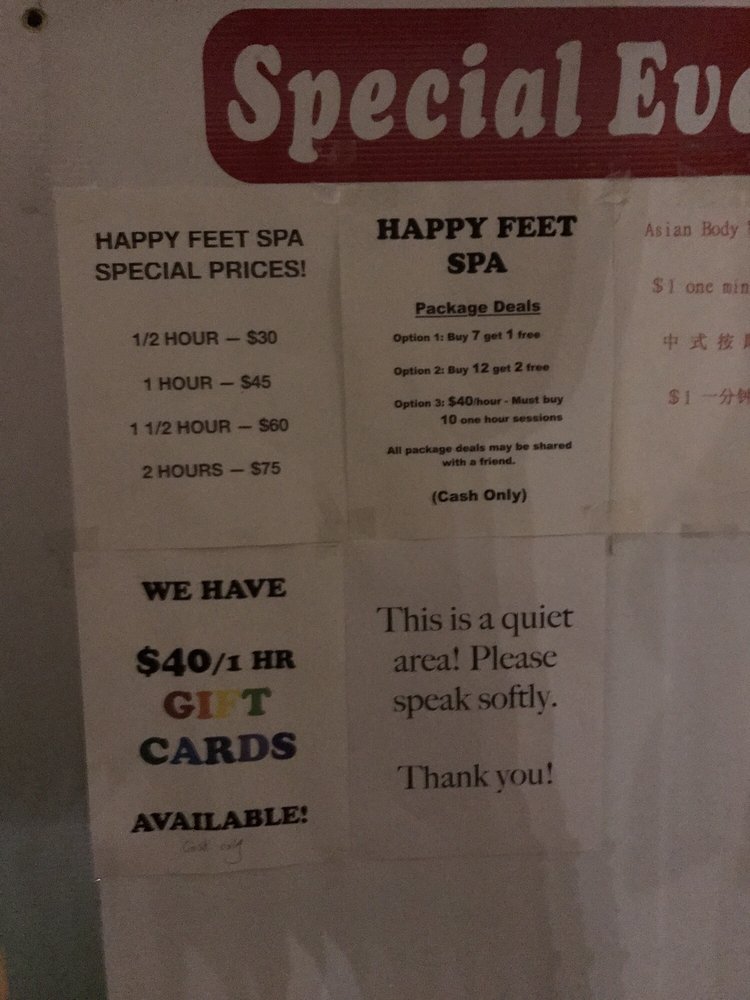 Special
HAPPY FEET SPA
SPECIAL PRICES!
1/2 HOUR — $30
1 HOUR — $45
1 1/2 HOUR — $60
2 HOURS — $75
HAPPY FEET
SPA
Package Deals
Option 1: Buy 7 get 1 free
Option 2: Buy 12 get 2 free
Option 3: $40/hour - Must buy
10 one hour sessions
All package deals may be shared
with a friend.
(Cash Only)
Asian Body
$1 one
中 式 按
$1 一分钟
WE HAVE
$40/1 HR
GIFT
CARDS
AVAILABLE!
Cash only
This is a quiet
area! Please
speak softly.
Thank you!